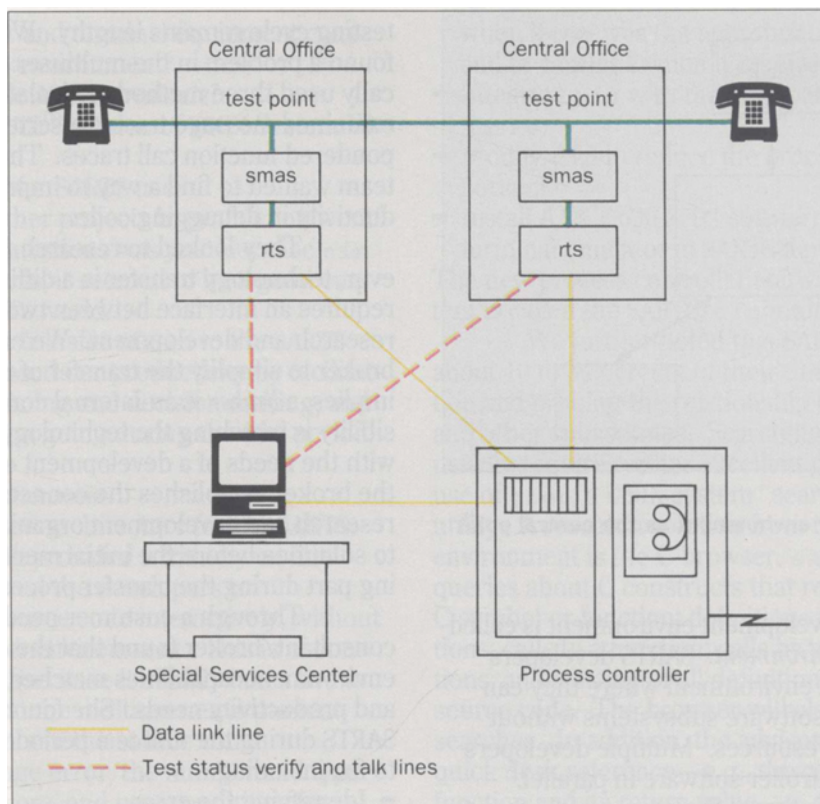 Central Office
Central Office
test point
test point
smas
smas
rts
rts
Special Services Center
Process controller
Data link line
Test status verify and talk lines